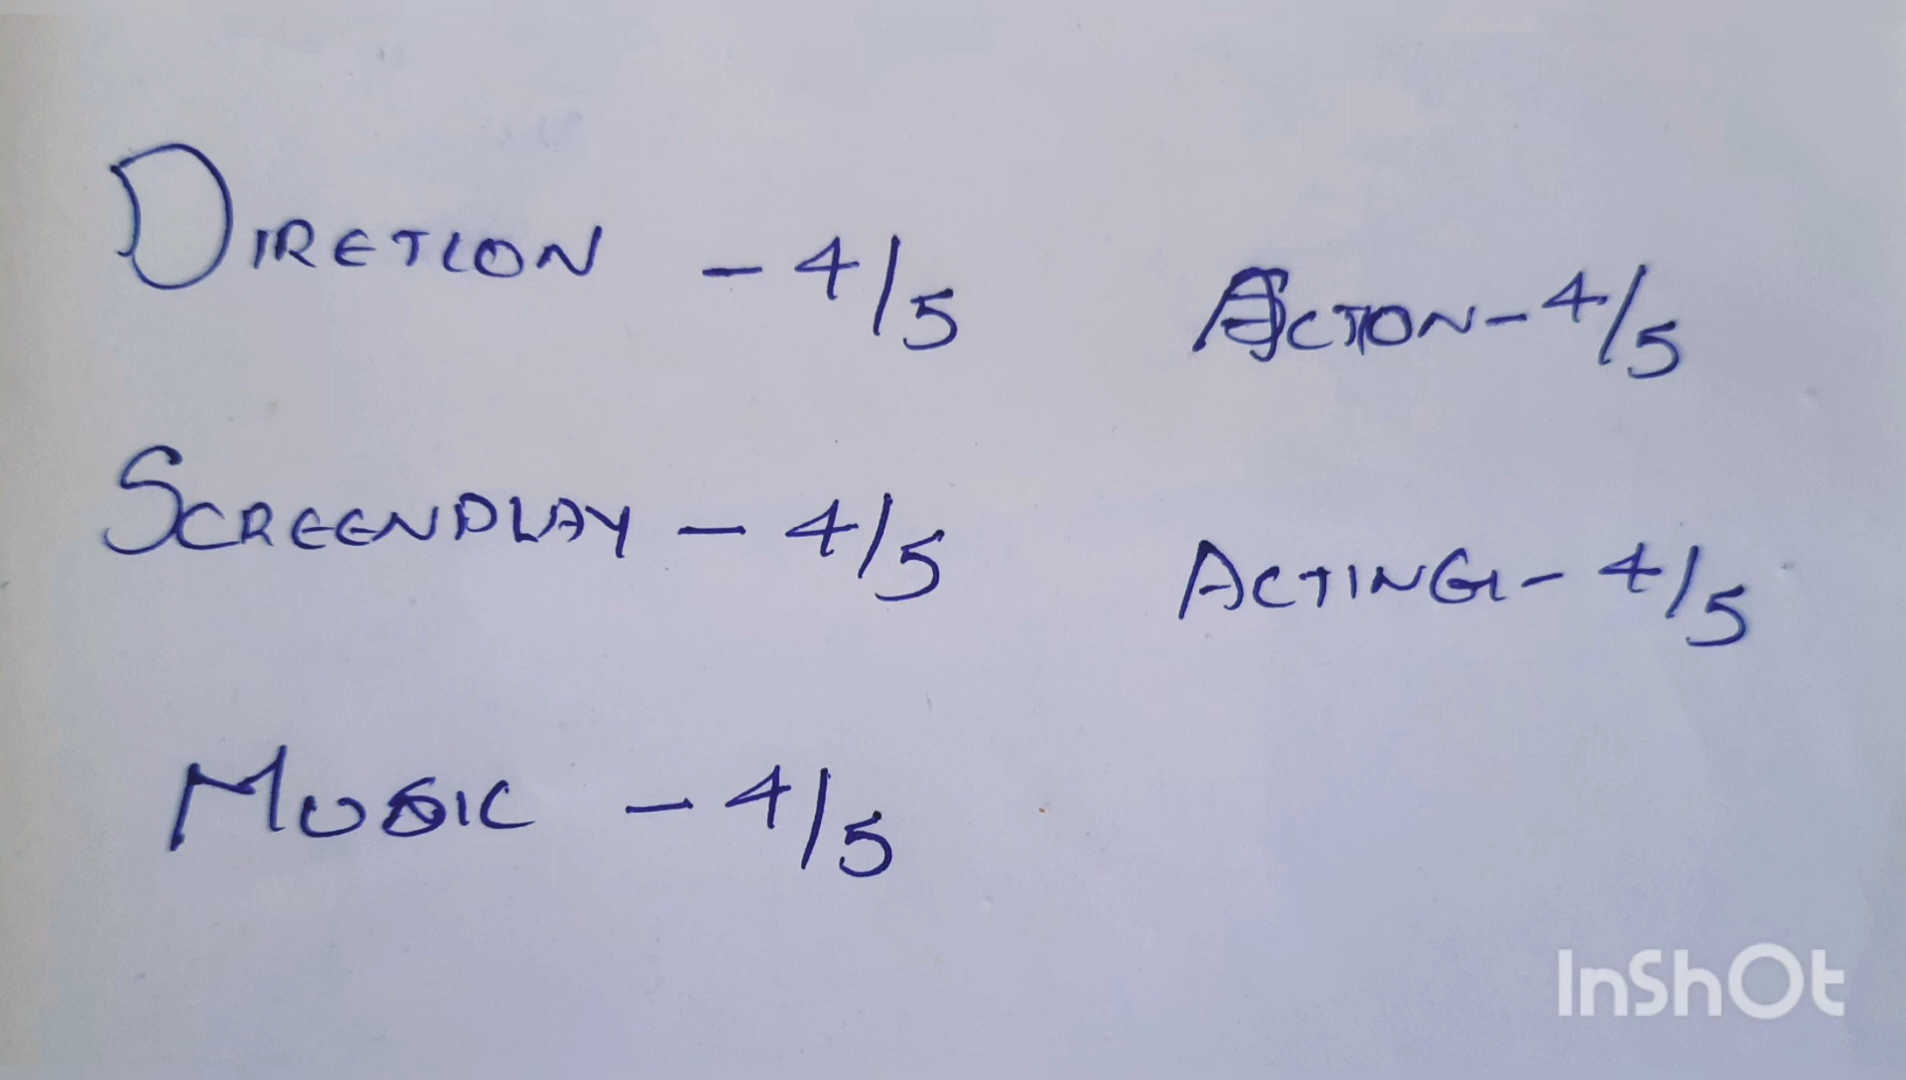 DIRETION - 4/5
SCREENPLAY - 4/5
MUSIC - 4/5
ACTION - 4/5
ACTING - 4/5
InShOt